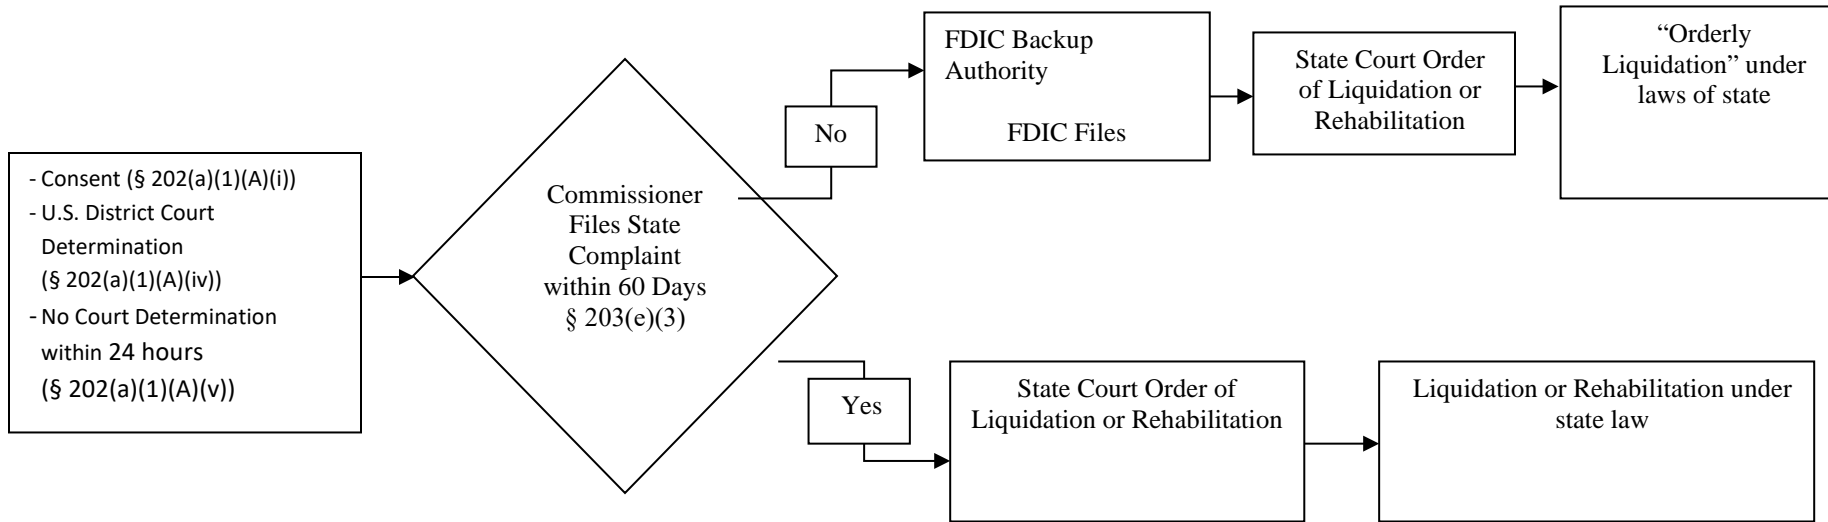 - Consent (§ 202(a)(1)(A)(i))
- U.S. District Court
Determination
(§ 202(a)(1)(A)(iv))
- No Court Determination
within 24 hours
(§ 202(a)(1)(A)(v))
Commissioner
Files State
Complaint
within 60 Days
§ 203(e)(3)
No
FDIC Backup
Authority
FDIC Files
State Court Order
of Liquidation or
Rehabilitation
“Orderly
Liquidation” under
laws of state
Yes
State Court Order of
Liquidation or Rehabilitation
Liquidation or Rehabilitation under
state law